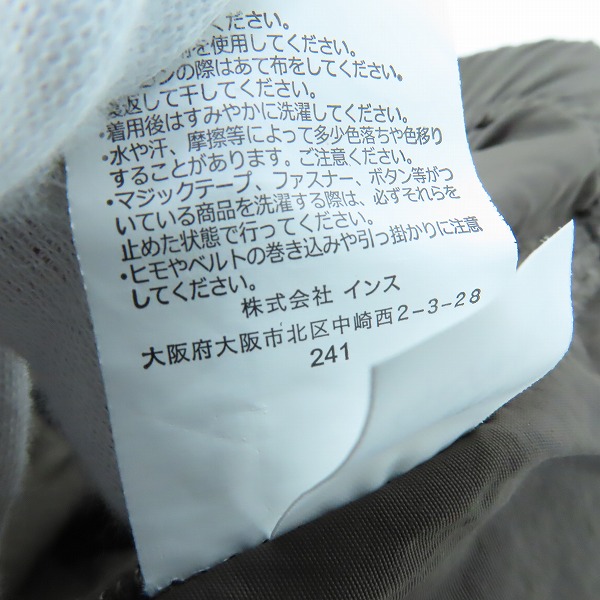 ください。
を使用してください。
の際はあて布をしてください。
裏返して干してください。
・着用後はすみやかに洗濯してください。
・水や汗、摩擦等によって多少色落ちや色移り
することがあります。ご注意ください。
・マジックテープ、ファスナー、ボタン等がつ
いている商品を洗濯する際は、必ずそれらを
止めた状態で行ってください。
・ヒモやベルトの巻き込みや引っ掛かりに注意
してください。
株式会社 インス
大阪府大阪市北区中崎西2-3-28
241